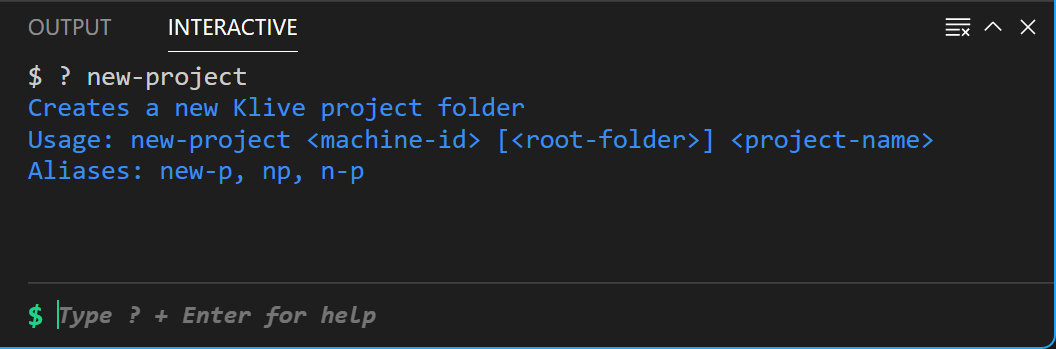 OUTPUT INTERACTIVE
$ ? new-project
Creates a new Klive project folder
Usage: new-project <machine-id> [<root-folder>] <project-name>
Aliases: new-p, np, n-p
$ Type ? + Enter for help